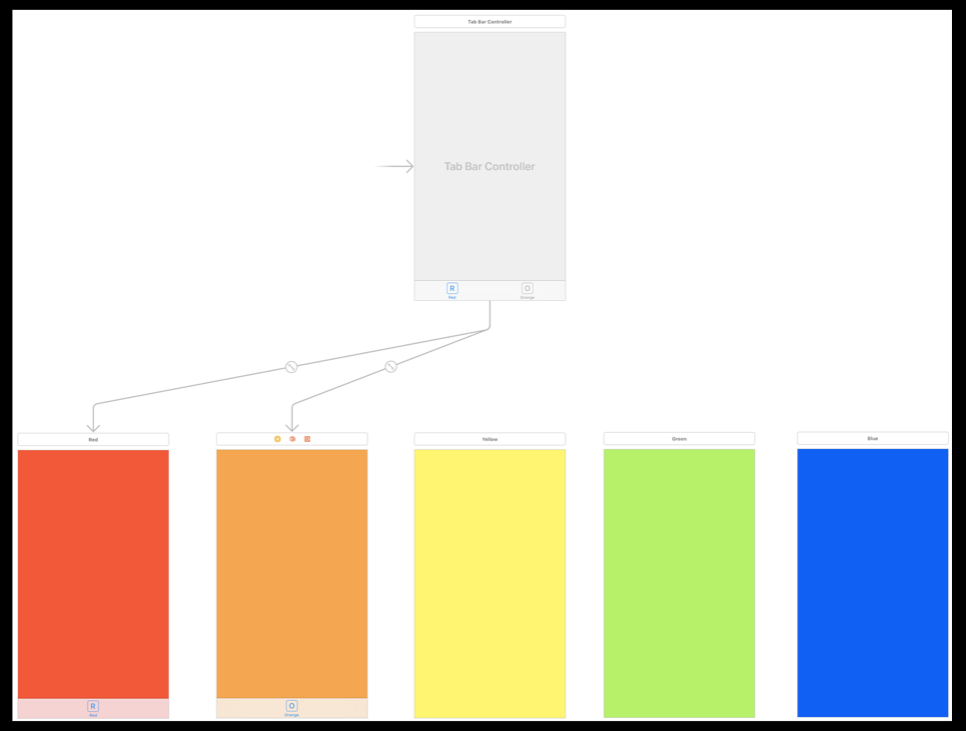 Tab Bar Controller
Tab Bar Controller
R
O
Red
Orange
Red
Yellow
Green
Blue
R
O
Red
Orange